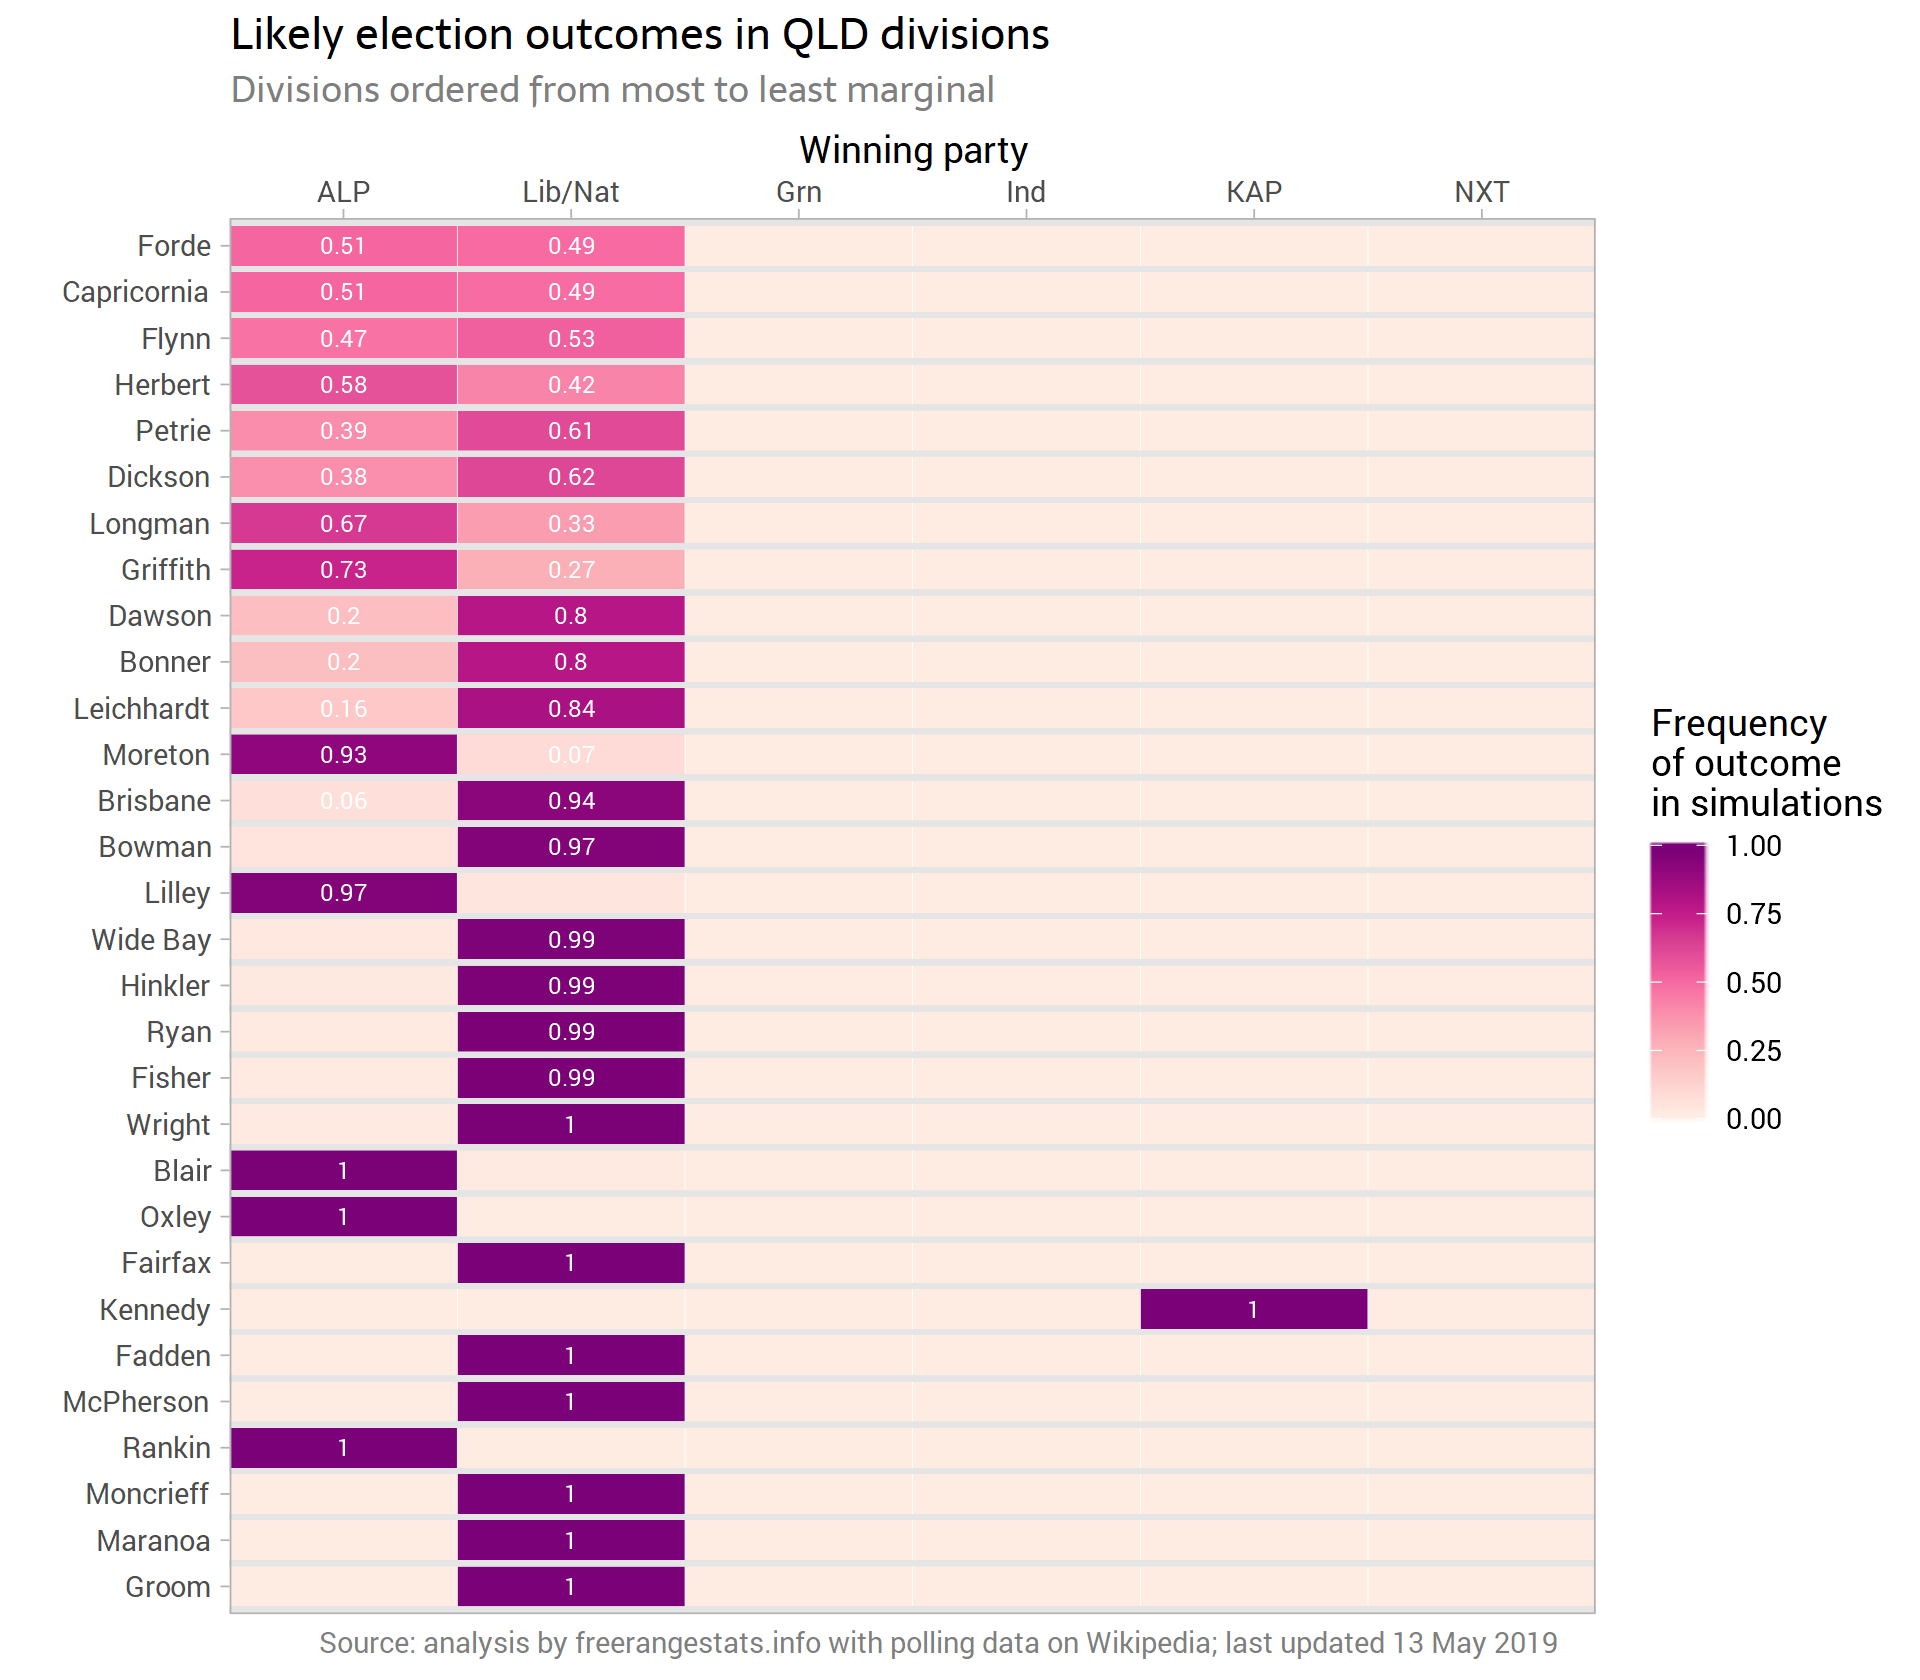 Likely election outcomes in QLD divisions
Divisions ordered from most to least marginal
Winning party
ALP Lib/Nat Grn Ind KAP NXT
Forde 0.51 0.49
Capricornia 0.51 0.49
Flynn 0.47 0.53
Herbert 0.58 0.42
Petrie 0.39 0.61
Dickson 0.38 0.62
Longman 0.67 0.33
Griffith 0.73 0.27
Dawson 0.2 0.8
Bonner 0.2 0.8
Leichhardt 0.16 0.84
Moreton 0.93 0.07
Brisbane 0.06 0.94
Bowman 0.97
Lilley 0.97
Wide Bay 0.99
Hinkler 0.99
Ryan 0.99
Fisher 0.99
Wright 1
Blair 1
Oxley 1
Fairfax 1
Kennedy 1
Fadden 1
McPherson 1
Rankin 1
Moncrieff 1
Maranoa 1
Groom 1
Frequency
of outcome
in simulations
1.00
0.75
0.50
0.25
0.00
Source: analysis by freerangestats.info with polling data on Wikipedia; last updated 13 May 2019